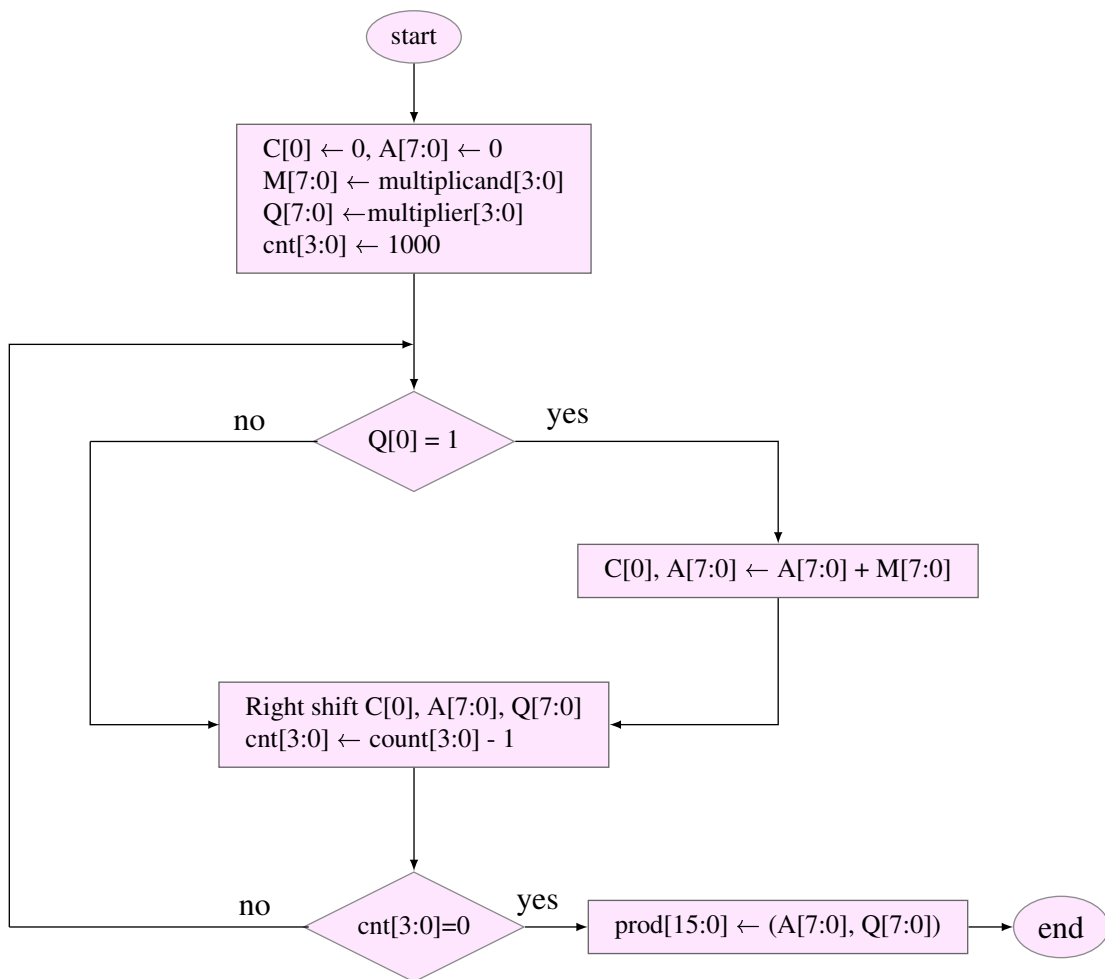 start
C[0] ← 0, A[7:0] ← 0
M[7:0] ← multiplicand[3:0]
Q[7:0] ←multiplier[3:0]
cnt[3:0] ← 1000
no
yes
Q[0] = 1
C[0], A[7:0] ← A[7:0] + M[7:0]
Right shift C[0], A[7:0], Q[7:0]
cnt[3:0] ← count[3:0] - 1
no
yes
cnt[3:0]=0
prod[15:0] ← (A[7:0], Q[7:0])
end